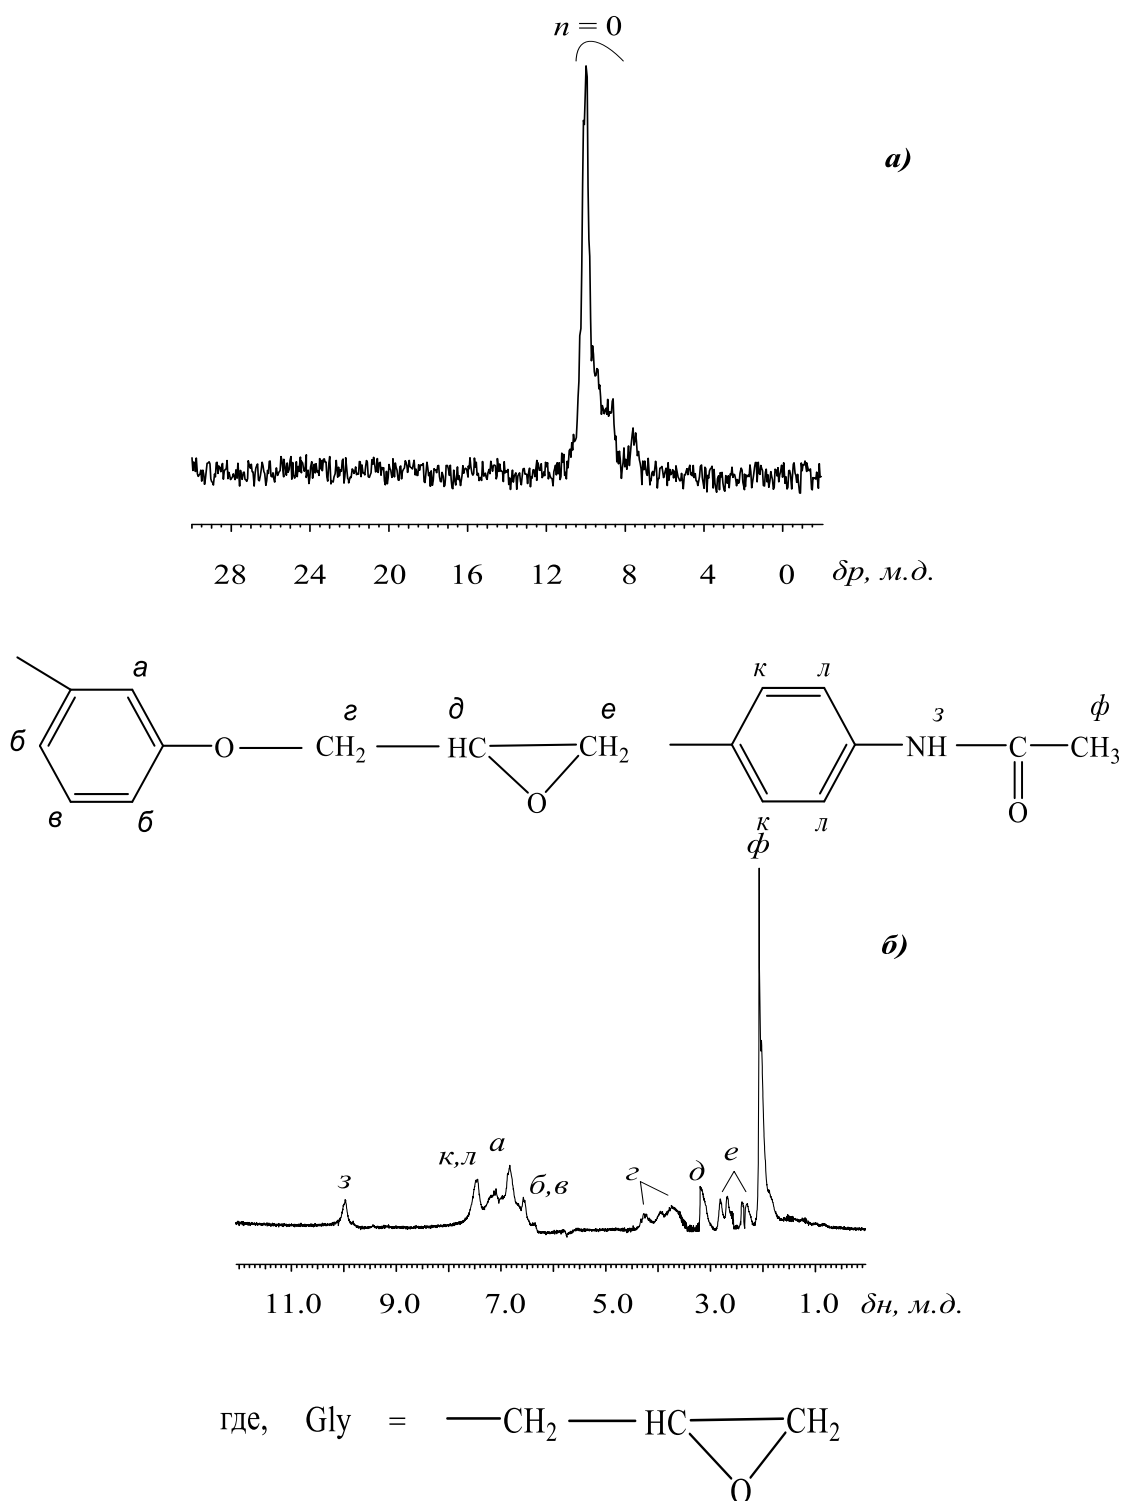 n = 0
а)
28 24 20 16 12 8 4 0 δр, м.д.
а к л
г д е з ф
б O CH2 HC CH2 NH C CH3
O O
в б к л
ф
б)
а
к,л е
з г д
б,в
11.0 9.0 7.0 5.0 3.0 1.0 δн, м.д.
где, Gly = CH2 HC CH2
O